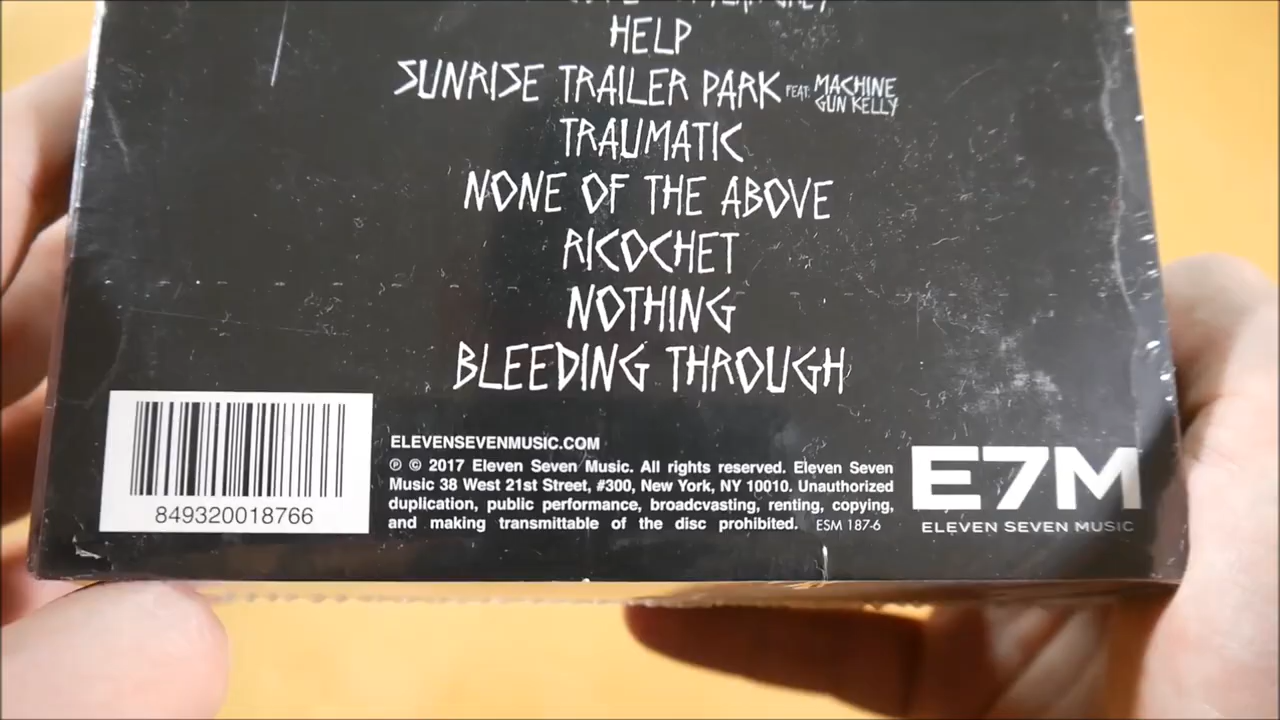 HELP
SUNRISE TRAILER PARK FEAT: MACHINE GUN KELLY
TRAUMATIC
NONE OF THE ABOVE
RICOCHET
NOTHING
BLEEDING THROUGH
849320018766
ELEVENSEVENMUSIC.COM
℗ © 2017 Eleven Seven Music. All rights reserved. Eleven Seven
Music 38 West 21st Street, #300, New York, NY 10010. Unauthorized
duplication, public performance, broadcvasting, renting, copying,
and making transmittable of the disc prohibited. ESM 187-6
E7M
ELEVEN SEVEN MUSIC